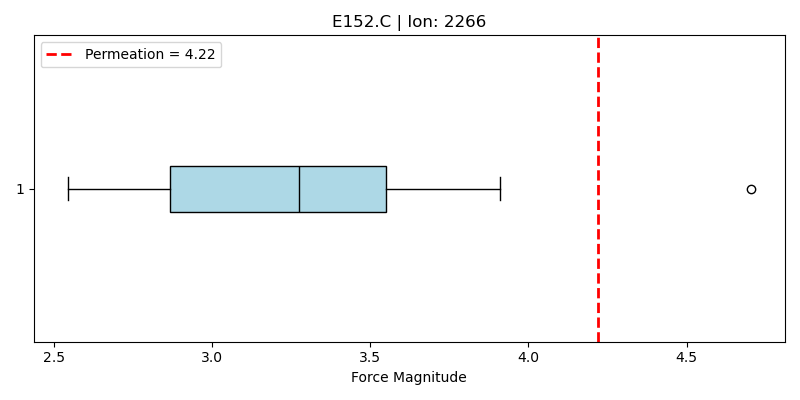 E152.C | Ion: 2266
Permeation = 4.22
1
2.5 3.0 3.5 4.0 4.5
Force Magnitude